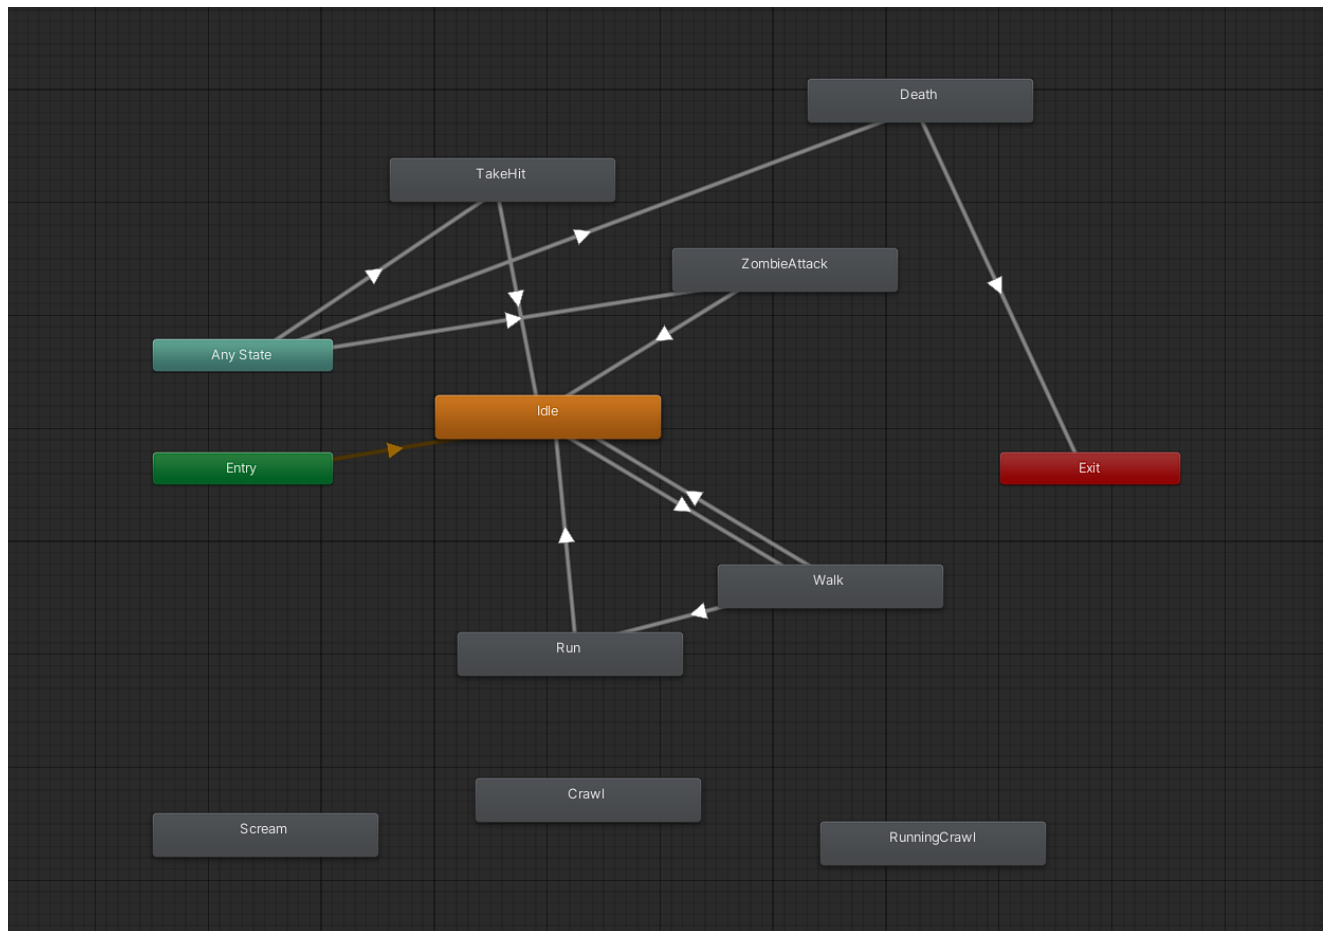 Death
TakeHit
ZombieAttack
Any State
Idle
Entry
Exit
Walk
Run
Crawl
Scream
RunningCrawl